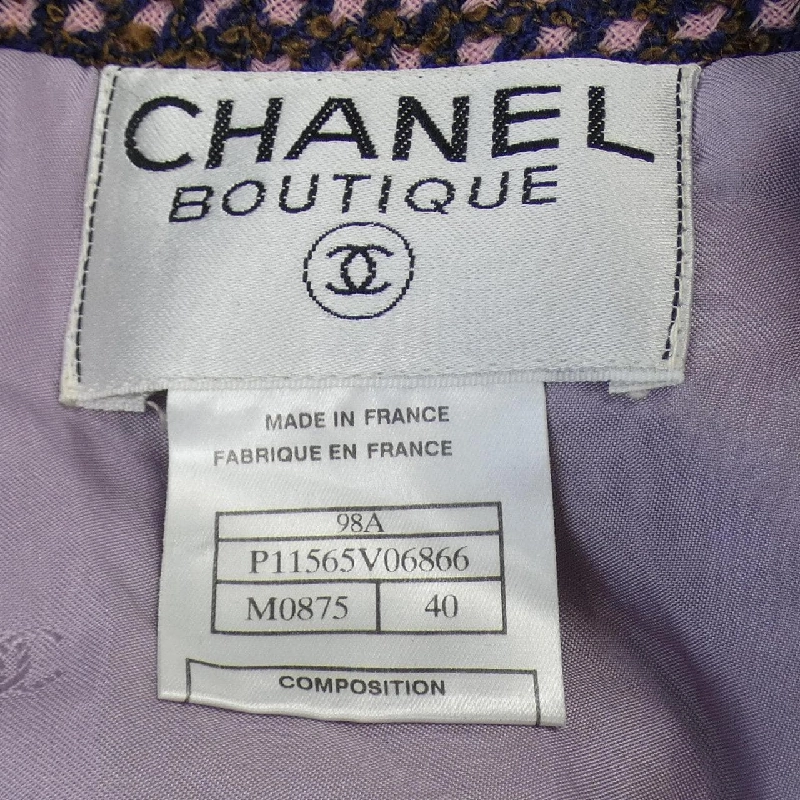 CHANEL
BOUTIQUE
MADE IN FRANCE
FABRIQUE EN FRANCE
98A
P11565V06866
M0875 40
COMPOSITION